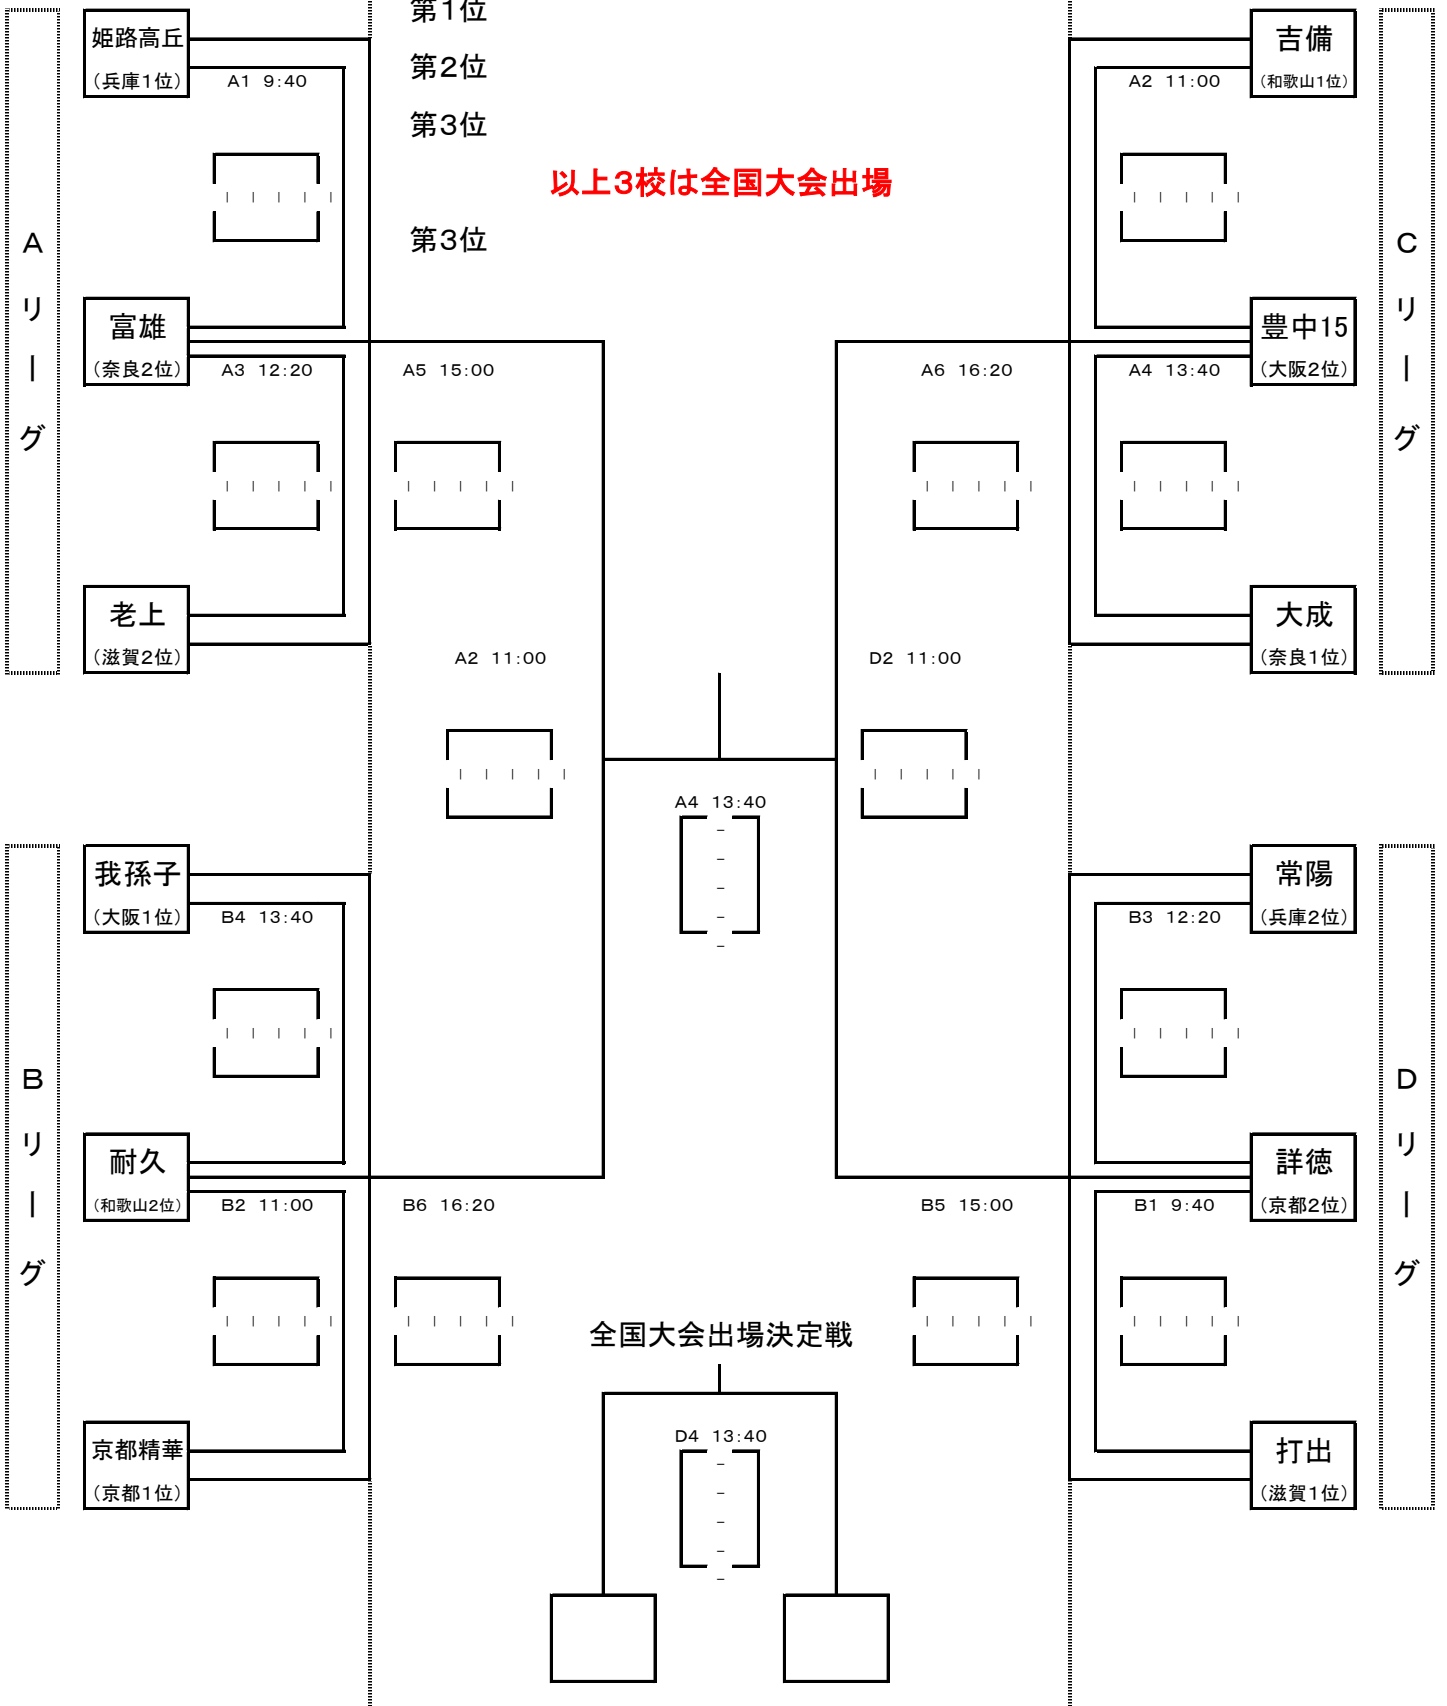 第1位
姫路高丘
(兵庫1位)
A1 9:40
第2位
吉備
(和歌山1位)
A2 11:00
第3位
以上3校は全国大会出場
第3位
Aリーグ
Cリーグ
富雄
(奈良2位)
A3 12:20
A5 15:00
A6 16:20
A4 13:40
豊中15
(大阪2位)
老上
(滋賀2位)
A2 11:00
D2 11:00
大成
(奈良1位)
A4 13:40
我孫子
(大阪1位)
B4 13:40
B3 12:20
常陽
(兵庫2位)
Bリーグ
Dリーグ
耐久
(和歌山2位)
B2 11:00
B6 16:20
B5 15:00
B1 9:40
詳徳
(京都2位)
全国大会出場決定戦
D4 13:40
京都精華
(京都1位)
打出
(滋賀1位)